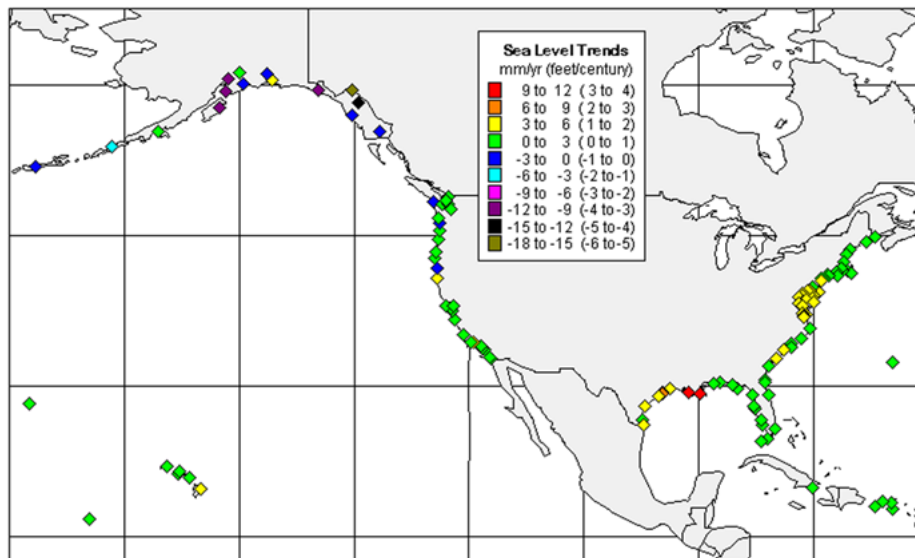 Sea Level Trends
mm/yr (feet/century)
9 to 12 (3 to 4)
6 to 9 (2 to 3)
3 to 6 (1 to 2)
0 to 3 (0 to 1)
-3 to 0 (-1 to 0)
-6 to -3 (-2 to -1)
-9 to -6 (-3 to -2)
-12 to -9 (-4 to -3)
-15 to -12 (-5 to -4)
-18 to -15 (-6 to -5)